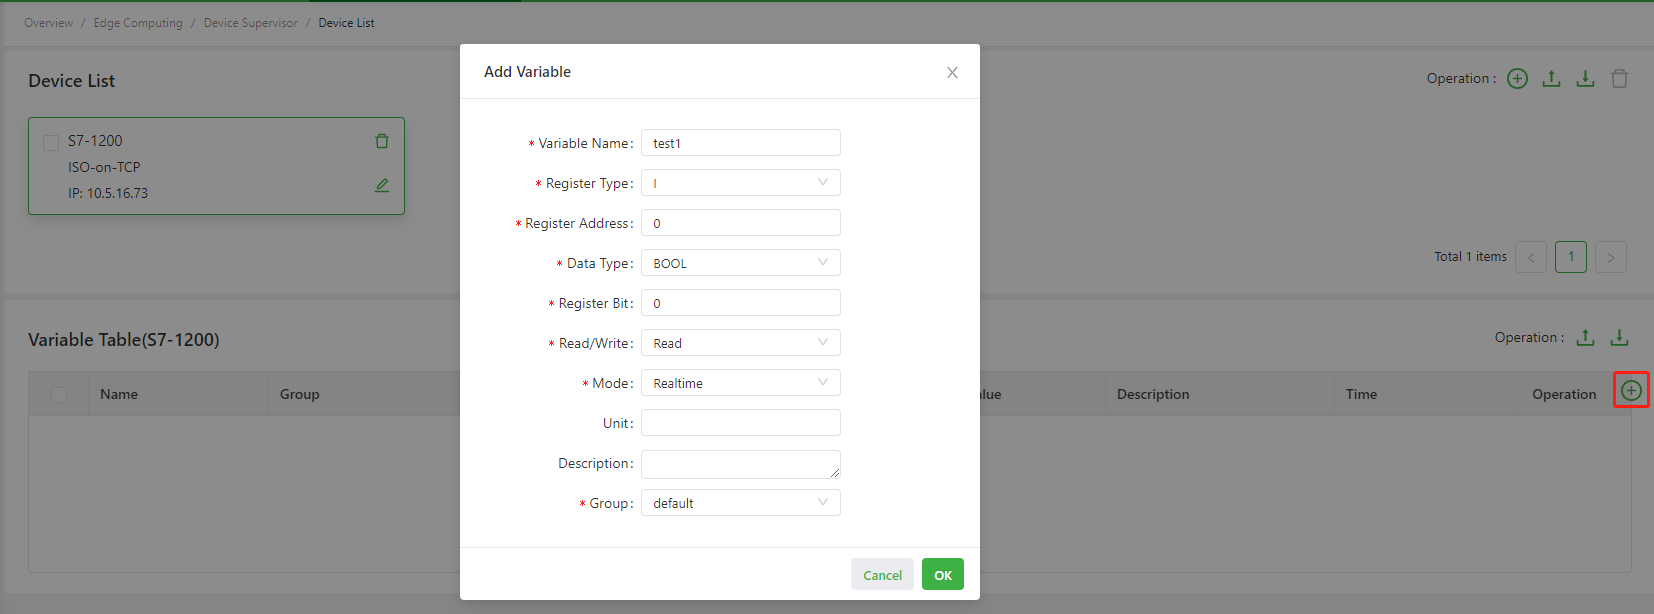 Overview / Edge Computing / Device Supervisor / Device List
Device List
Operation :
S7-1200
ISO-on-TCP
IP: 10.5.16.73
Total 1 items
< 1 >
Variable Table(S7-1200)
Operation :
Name Group alue Description Time Operation
Add Variable
* Variable Name: test1
* Register Type: I
* Register Address: 0
* Data Type: BOOL
* Register Bit: 0
* Read/Write: Read
* Mode: Realtime
Unit:
Description:
* Group: default
Cancel OK